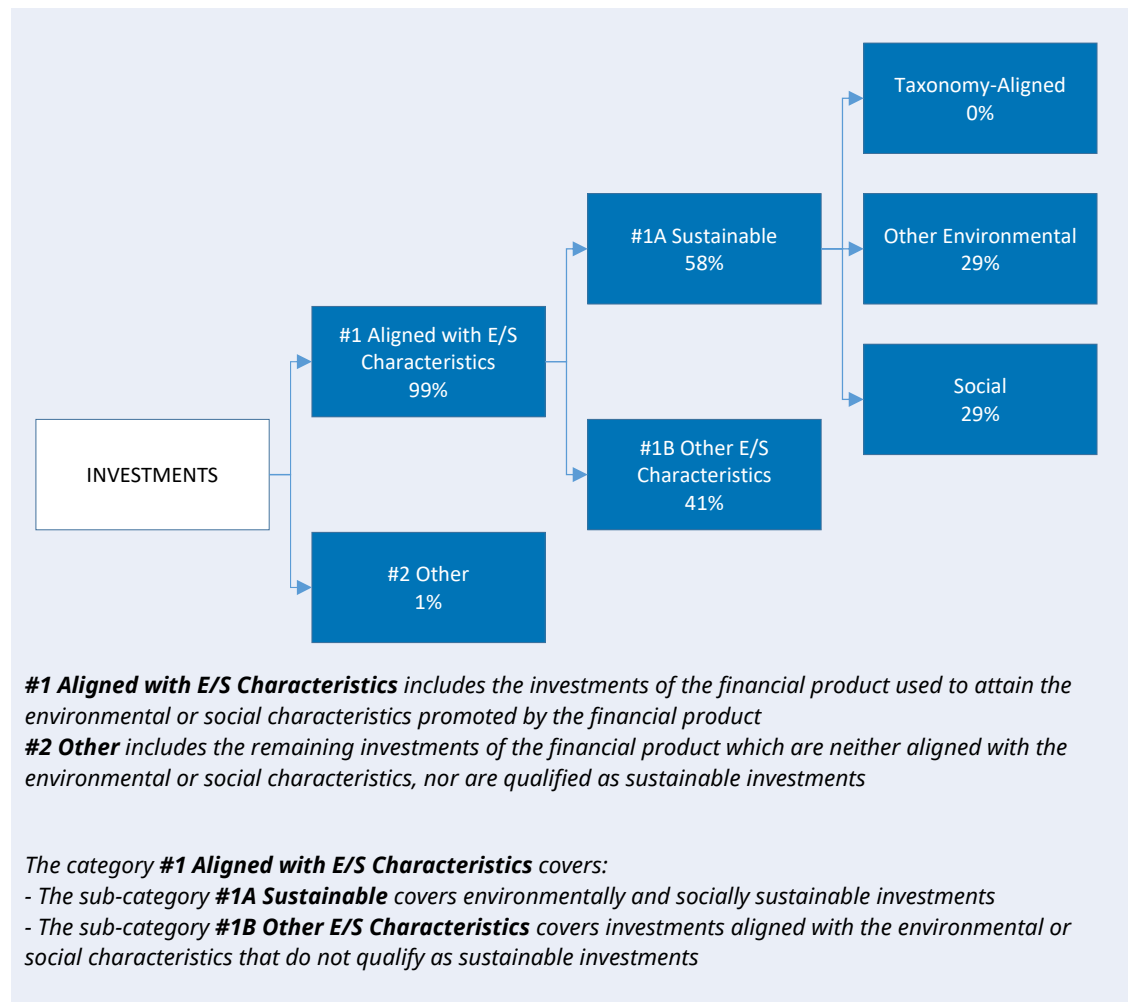 Taxonomy-Aligned
0%
#1A Sustainable
58%
Other Environmental
29%
#1 Aligned with E/S
Characteristics
99%
Social
29%
INVESTMENTS
#1B Other E/S
Characteristics
41%
#2 Other
1%
#1 Aligned with E/S Characteristics includes the investments of the financial product used to attain the
environmental or social characteristics promoted by the financial product
#2 Other includes the remaining investments of the financial product which are neither aligned with the
environmental or social characteristics, nor are qualified as sustainable investments
The category #1 Aligned with E/S Characteristics covers:
- The sub-category #1A Sustainable covers environmentally and socially sustainable investments
- The sub-category #1B Other E/S Characteristics covers investments aligned with the environmental or
social characteristics that do not qualify as sustainable investments